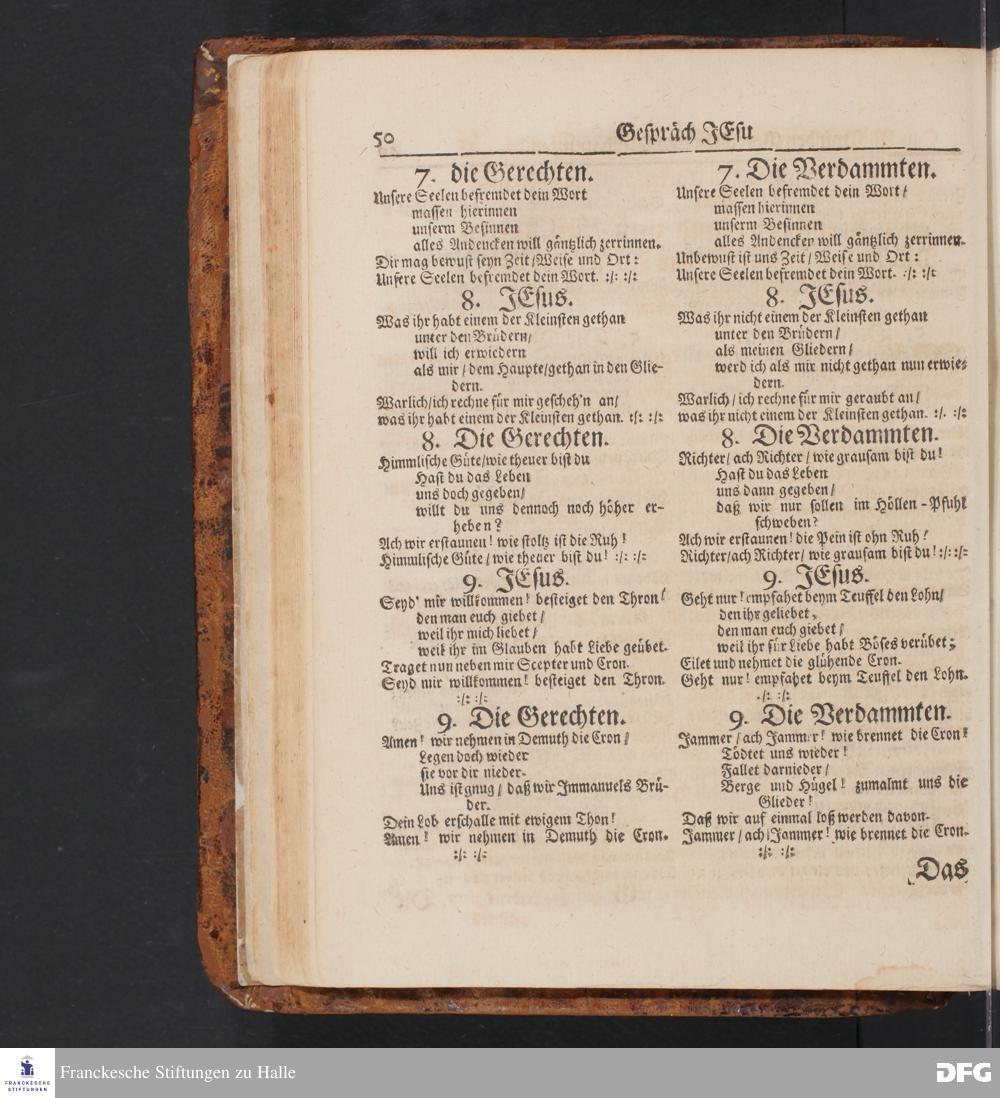 50
Gespräch JEsu
7. die Gerechten.
Unsere Seelen befremdet dein Wort
massen hierinnen
unserm Besinnen
alles Andencken will gäntzlich zerrinnen.
Dir mag bewust seyn Zeit/Weise und Ort:
Unsere Seelen befremdet dein Wort. :/: :/:
8. JEsus.
Was ihr habt einem der Kleinsten gethan
unter den Brüdern/
will ich erwiedern
als mir/dem Haupte/gethan in den Glie-
dern.
Warlich/ich rechne für mir gescheh'n an/
was ihr habt einem der Kleinsten gethan. :/: :/:
8. Die Gerechten.
Himmlische Güte/wie theuer bist du
Hast du das Leben
uns doch gegeben/
willt du uns dennoch noch höher er-
heben?
Ach wir erstaunen! wie stoltz ist die Ruh!
Himmlische Güte/wie theuer bist du! :/: :/:
9. JEsus.
Seyd' mir willkommen! besteiget den Thron/
den man euch giebet/
weil ihr mich liebet/
weil ihr im Glauben habt Liebe geübet.
Traget nun neben mir Scepter und Cron.
Seyd mir willkommen! besteiget den Thron.
:/: :/:
9. Die Gerechten.
Amen! wir nehmen in Demuth die Cron/
Legen doch wieder
sie vor dir nieder.
Uns ist gnug/ daß wir Immanuels Brü-
der.
Dein Lob erschalle mit ewigem Thon!
Amen! wir nehmen in Demuth die Cron.
:/: :/:
7. Die Verdammten.
Unsere Seelen befremdet dein Wort/
massen hierinnen
unserm Besinnen
alles Andencken will gäntzlich zerrinnen.
Unbewust ist uns Zeit/Weise und Ort:
Unsere Seelen befremdet dein Wort. :/: :/:
8. JEsus.
Was ihr nicht einem der Kleinsten gethan
unter den Brüdern/
als meinen Gliedern/
werd ich als mir nicht gethan nun erwie-
dern.
Warlich/ich rechne für mir geraubt an/
was ihr nicht einem der Kleinsten gethan. :/. :/:
8. Die Verdammten.
Richter/ach Richter/wie grausam bist du!
Hast du das Leben
uns dann gegeben/
daß wir nur sollen im Höllen-Pfuhl
schweben?
Ach wir erstaunen! die Pein ist ohn Ruh!
Richter/ach Richter/ wie grausam bist du! :/: :/:
9. JEsus.
Geht nur! empfahet beym Teuffel den Lohn/
den ihr geliebet,
den man euch giebet/
weil ihr für Liebe habt Böses verübet;
Eilet und nehmet die glühende Cron.
Geht nur! empfahet beym Teuffel den Lohn.
:/: :/:
9. Die Verdammten.
Jammer/ach Jammer! wie brennet die Cron!
Tödtet uns wieder!
Fallet darnieder/
Berge und Hügel! zumalmt uns die
Glieder!
Daß wir auf einmal loß werden davon.
Jammer/ach Jammer! wie brennet die Cron.
:/: :/:
Das
FRANCKESCHE
STIFTUNGEN
Franckesche Stiftungen zu Halle
DFG